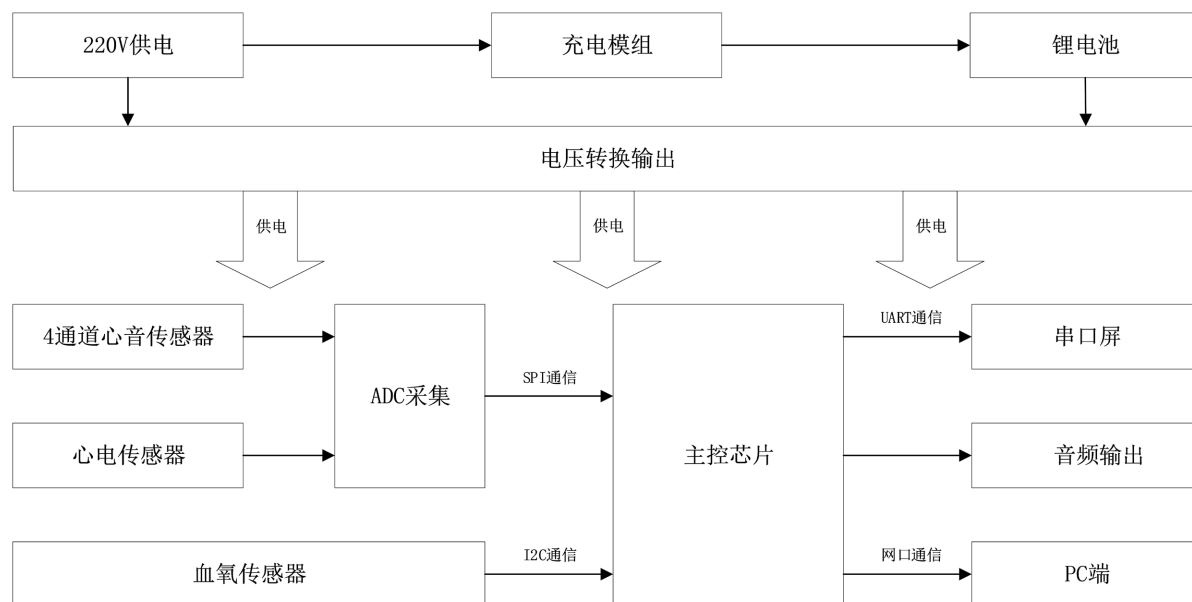 220V供电
充电模组
锂电池
电压转换输出
供电
供电
供电
4通道心音传感器
ADC采集
SPI通信
主控芯片
UART通信
串口屏
心电传感器
音频输出
血氧传感器
I2C通信
网口通信
PC端